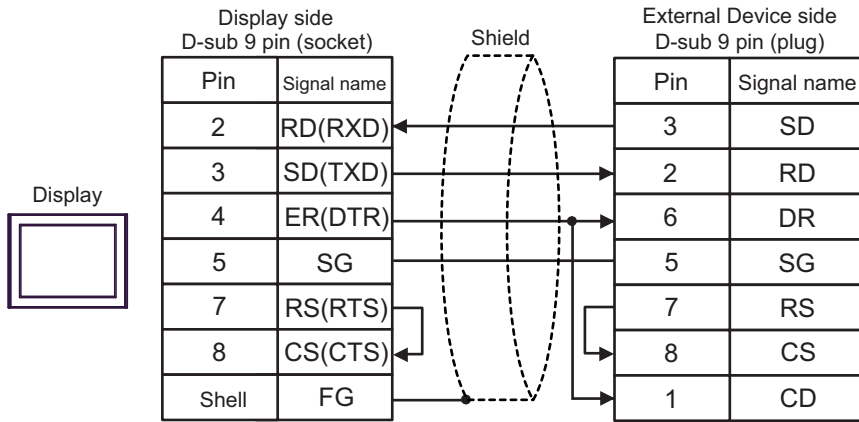 Display side
D-sub 9 pin (socket)
Shield
External Device side
D-sub 9 pin (plug)
Pin Signal name
Pin Signal name
2 RD(RXD)
3 SD
3 SD(TXD)
2 RD
Display
4 ER(DTR)
6 DR
5 SG
5 SG
7 RS(RTS)
7 RS
8 CS(CTS)
8 CS
Shell FG
1 CD